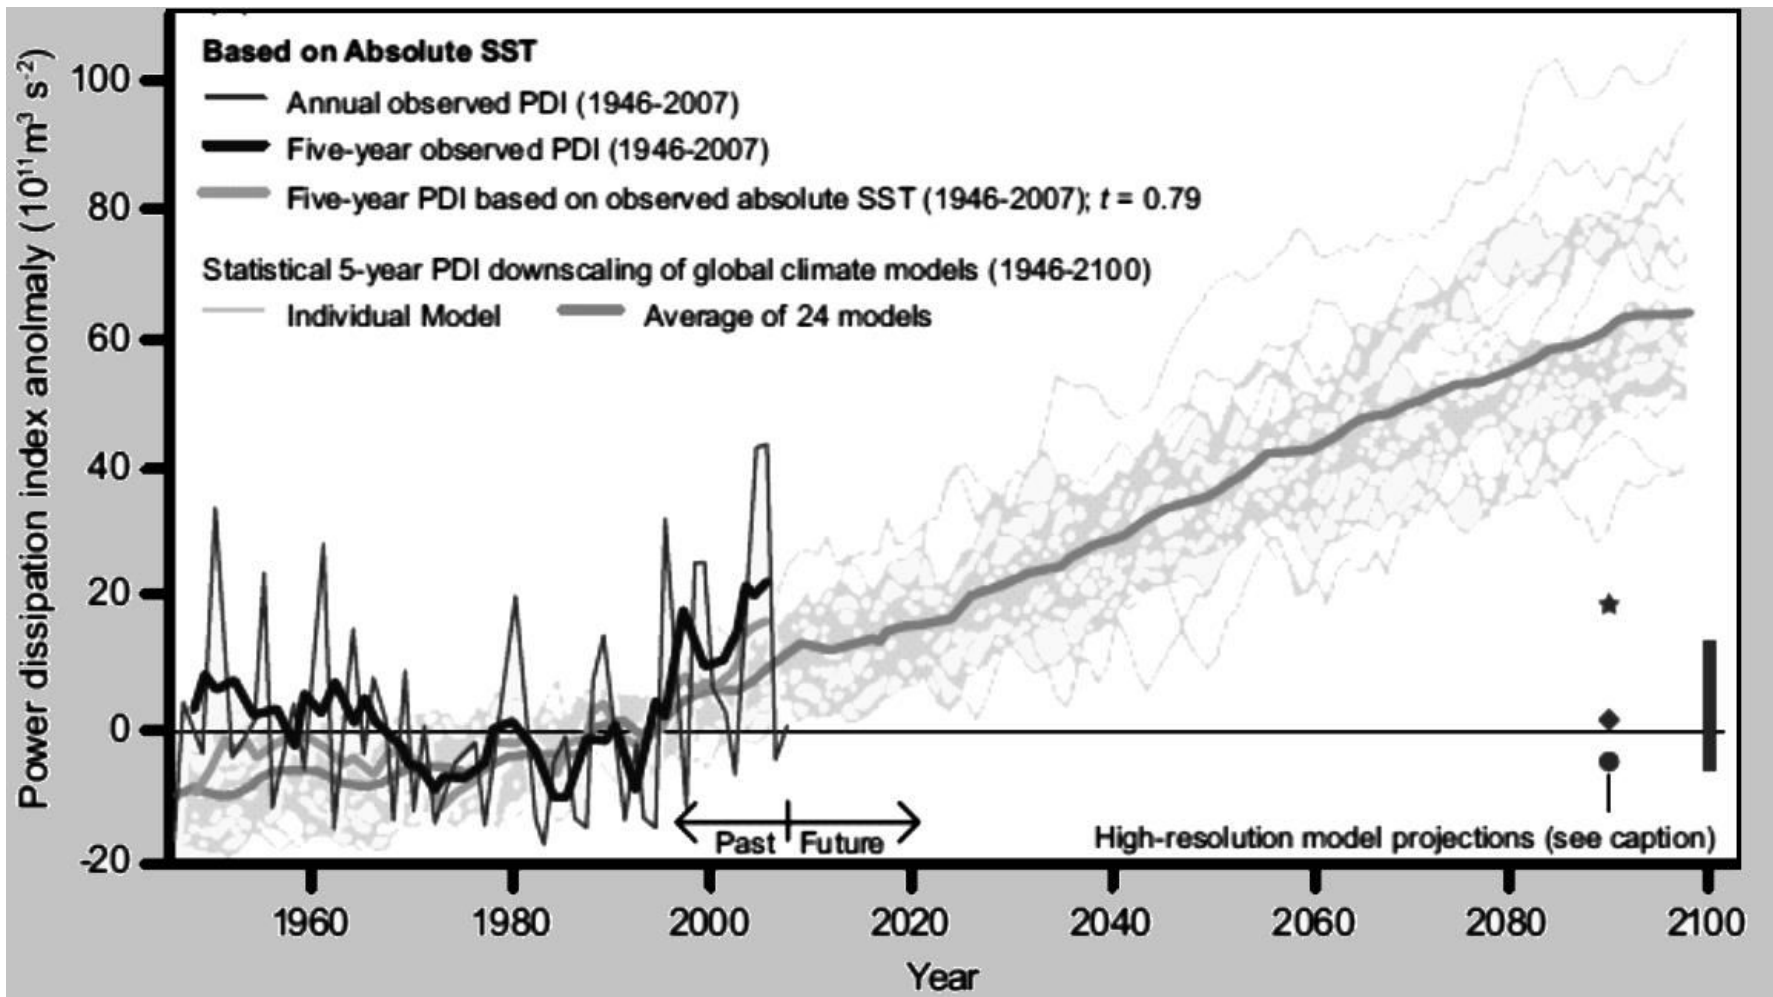 Based on Absolute SST
Annual observed PDI (1946-2007)
Five-year observed PDI (1946-2007)
Five-year PDI based on observed absolute SST (1946-2007); t = 0.79
Statistical 5-year PDI downscaling of global climate models (1946-2100)
Individual Model
Average of 24 models
Power dissipation index anolmaly (10¹¹m³ s⁻²)
100
80
60
40
20
0
-20
Past
Future
High-resolution model projections (see caption)
1960
1980
2000
2020
2040
2060
2080
2100
Year